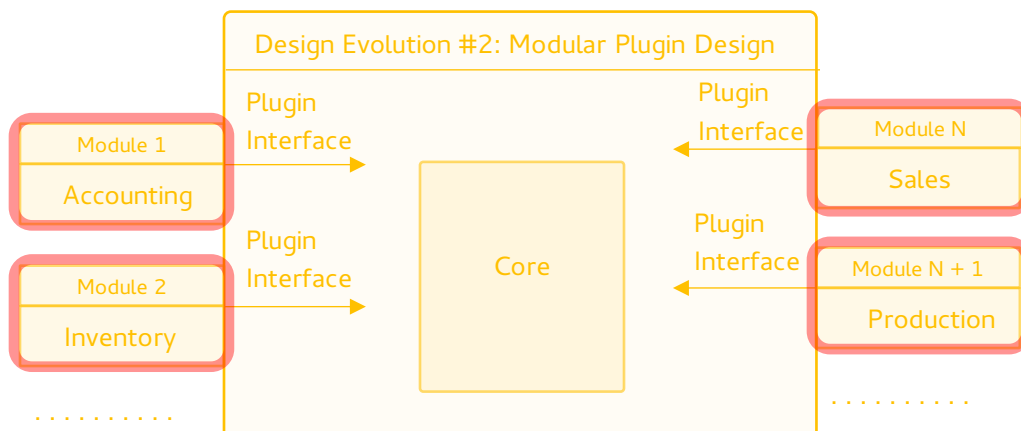 Design Evolution #2: Modular Plugin Design
Plugin
Interface
Module 1
Accounting
Plugin
Interface
Module 2
Inventory
. . . . . . . . . .
Core
Plugin
Interface
Module N
Sales
Plugin
Interface
Module N + 1
Production
. . . . . . . . . .